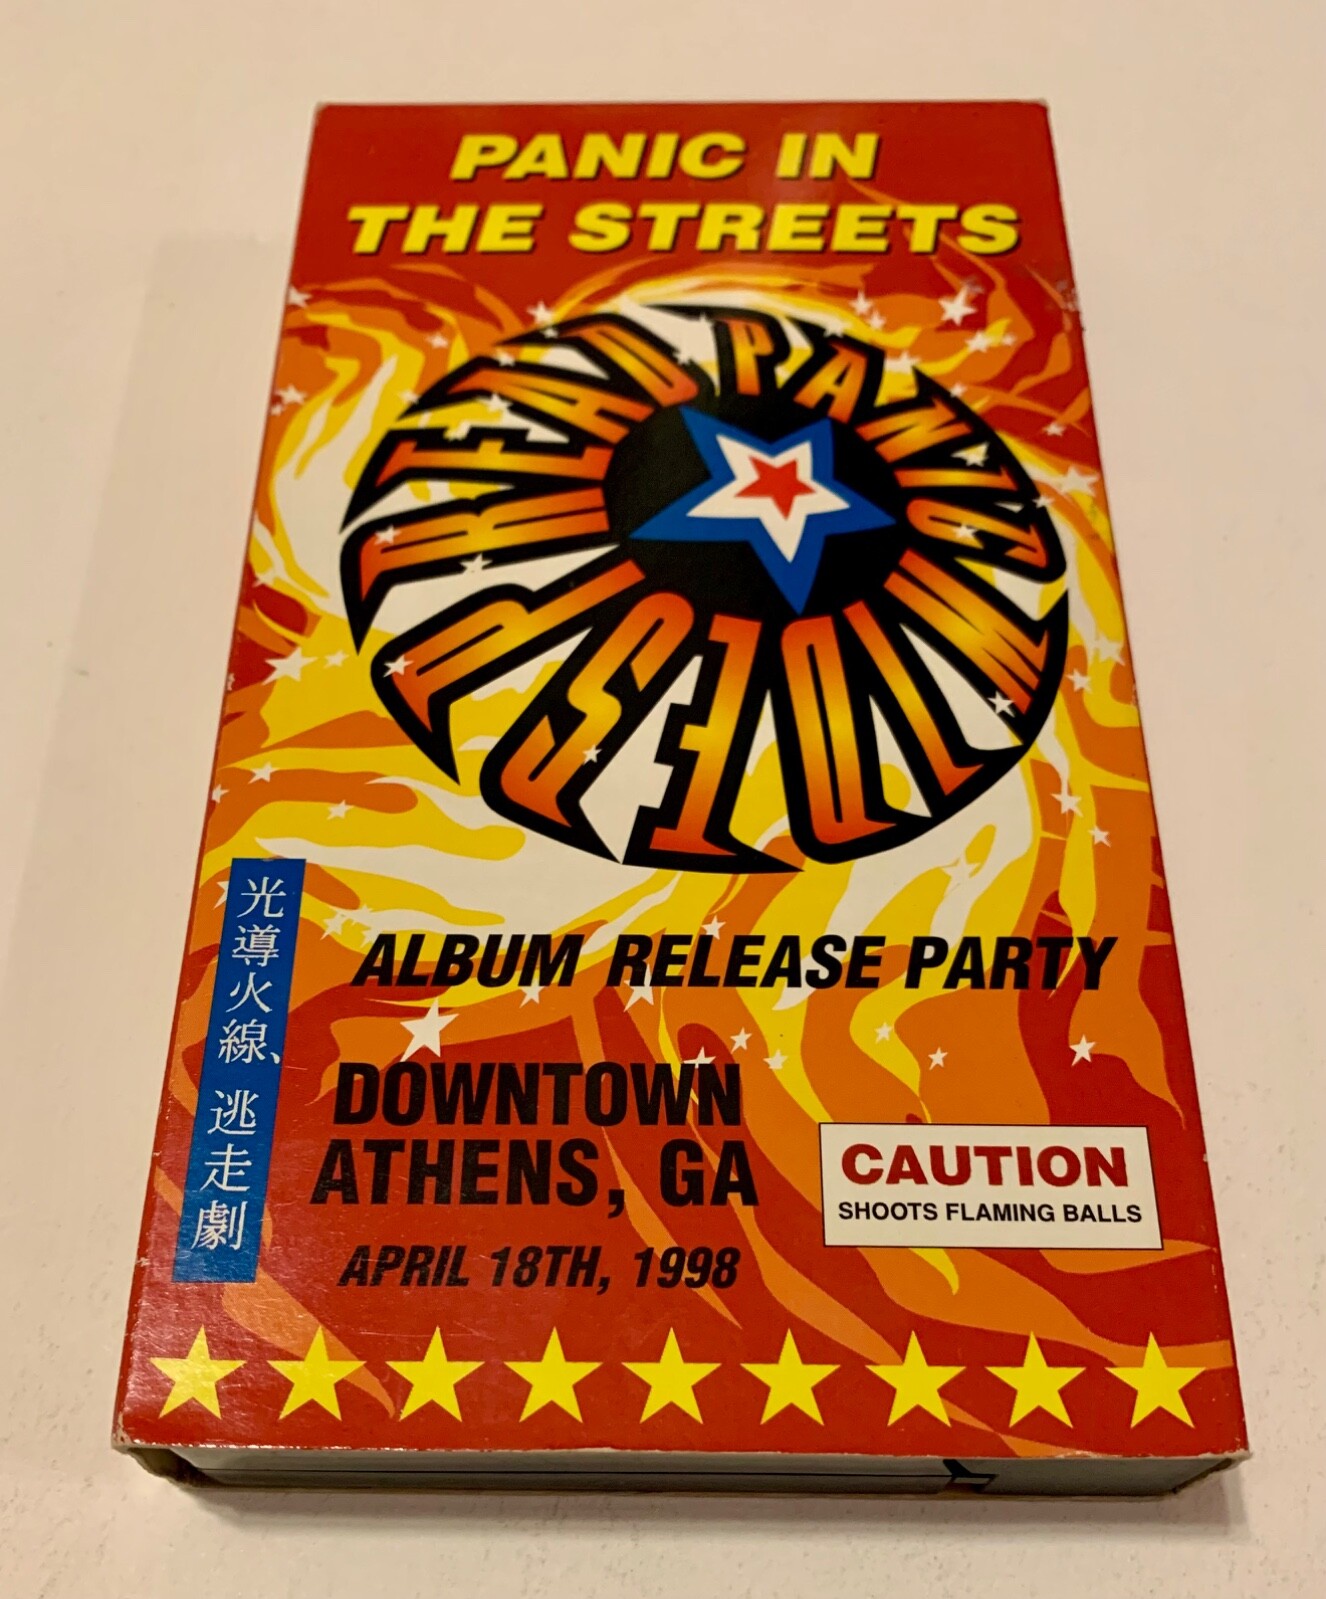 PANIC IN
THE STREETS
WIDESPREAD PANIC
光導火線、逃走劇
ALBUM RELEASE PARTY
DOWNTOWN
ATHENS, GA
APRIL 18TH, 1998
CAUTION
SHOOTS FLAMING BALLS